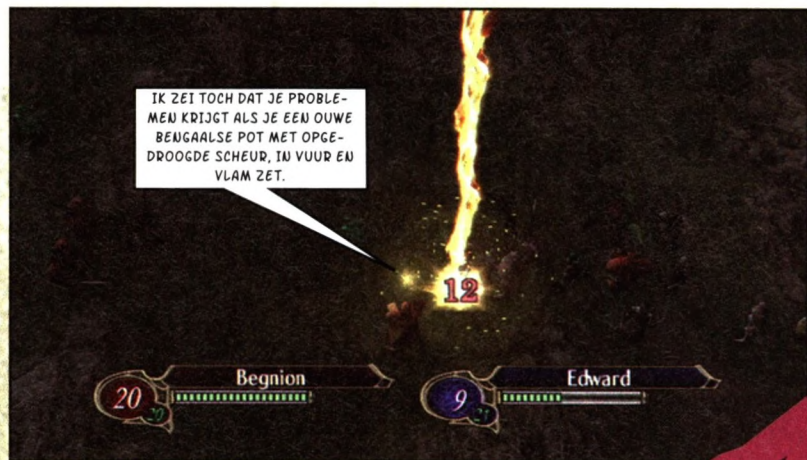 IK ZEI TOCH DAT JE PROBLE-
MEN KRIJGT ALS JE EEN OUWE
BENGAALSE POT MET OPGE-
DROOGDE SCHEUR, IN VUUR EN
VLAM ZET.
12
Begnion
20
20
Edward
9